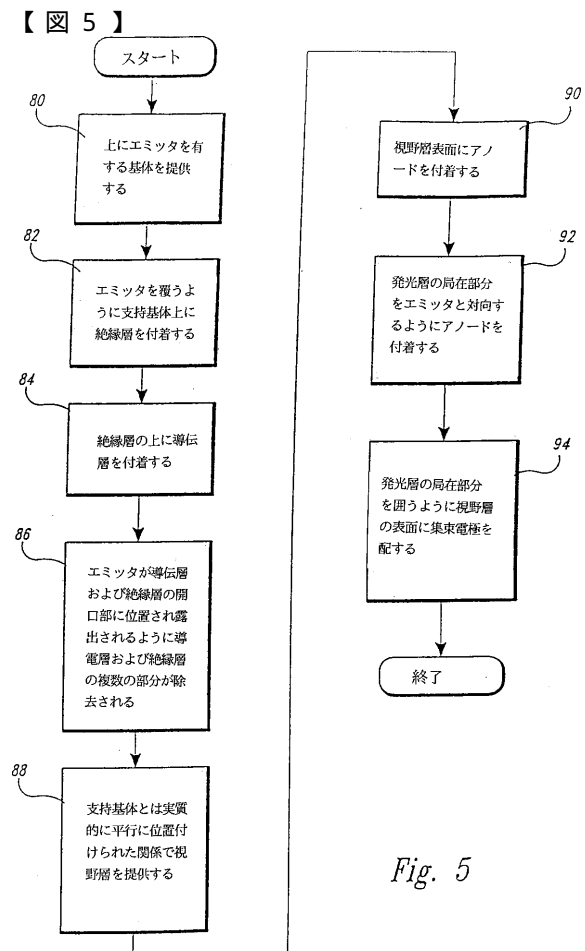 【図5】
スタート
80
上にエミッタを有
する基体を提供
する
82
エミッタを覆うよ
うに支持基体上に
絶縁層を付着する
84
絶縁層の上に導伝
層を付着する
86
エミッタが導伝層
および絶縁層の開
口部に位置され露
出されるように導
電層および絶縁層
の複数の部分が除
去される
88
支持基体とは実質
的に平行に位置付
けられた関係で視
野層を提供する
90
視野層表面にアノ
ードを付着する
92
発光層の局在部分
をエミッタと対向す
るようにアノードを
付着する
94
発光層の局在部分
を囲うように視野層
の表面に集束電極を
配する
終了
Fig. 5